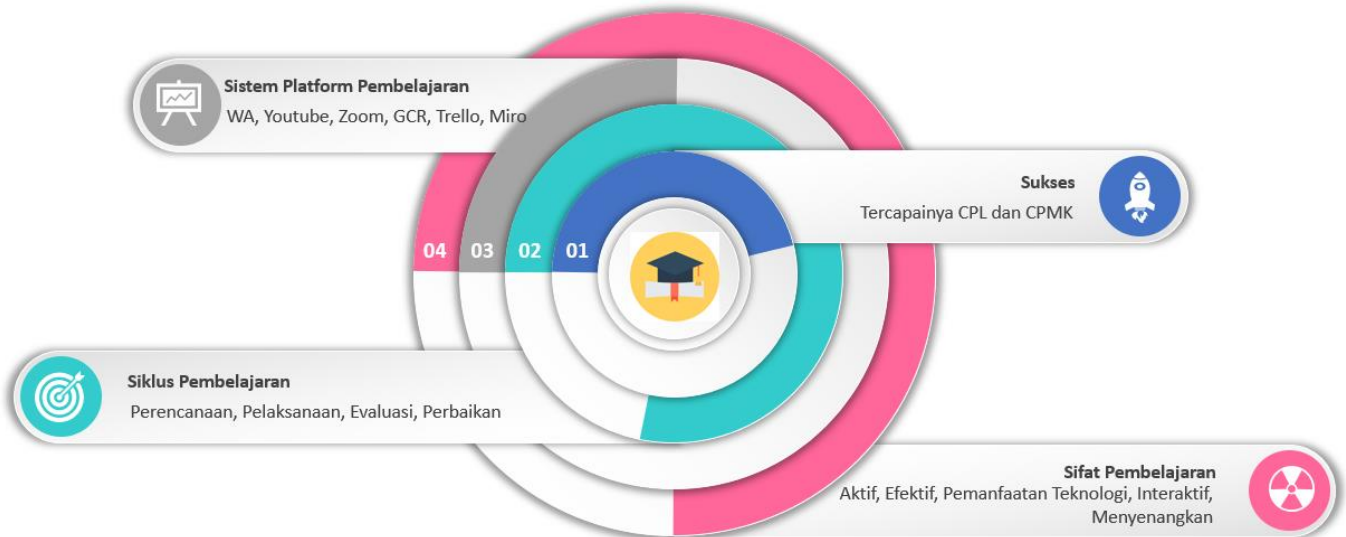 Sistem Platform Pembelajaran
WA, Youtube, Zoom, GCR, Trello, Miro
Sukses
Tercapainya CPL dan CPMK
04 03 02 01
Siklus Pembelajaran
Perencanaan, Pelaksanaan, Evaluasi, Perbaikan
Sifat Pembelajaran
Aktif, Efektif, Pemanfaatan Teknologi, Interaktif,
Menyenangkan